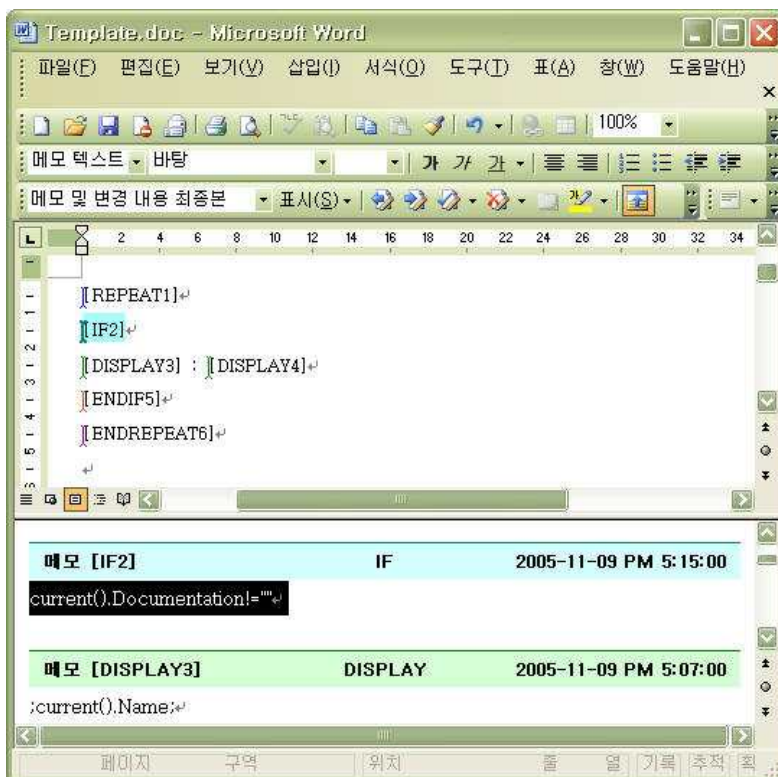 Template.doc - Microsoft Word
파일(F) 편집(E) 보기(V) 삽입(I) 서식(O) 도구(T) 표(A) 창(W) 도움말(H)
100%
메모 텍스트 바탕 가 가 가
메모 및 변경 내용 최종본 표시(S) 가
2 4 6 8 10 12 14 16 18 20 22 24 26 28 30 32 34
[REPEAT1]
[IF2]
[DISPLAY3] : [DISPLAY4]
[ENDIF5]
[ENDREPEAT6]
메모 [IF2] IF 2005-11-09 PM 5:15:00
current().Documentation!=""
메모 [DISPLAY3] DISPLAY 2005-11-09 PM 5:07:00
;current().Name;
페이지 구역 위치 줄 열 기록 추적 확